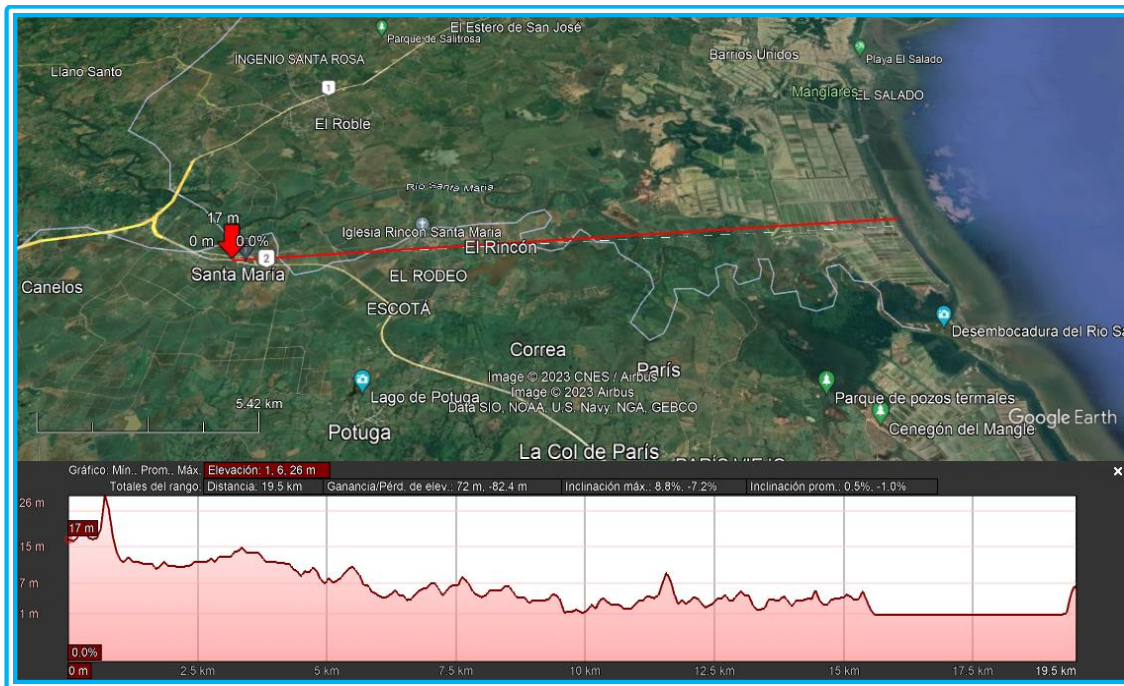 El Estero de San José
Parque de Salitrosa
Barrios Unidos
Playa El Salado
INGENIO SANTA ROSA
Llano Santo
1
Manglares
EL SALADO
El Roble
Río Santa María
17 m
Iglesia Rincón Santa María
0 m 0.0%
El Rincón
2
Santa María
EL RODEO
Canelos
ESCOTÁ
Desembocadura del Rio Sa
Correa
París
Image © 2023 CNES / Airbus
Image © 2023 Airbus
Data SIO, NOAA, U.S. Navy, NGA, GEBCO
Lago de Potuga
Parque de pozos termales
5.42 km
Google Earth
Cenegón del Mangle
Potuga
La Col de París
PARÍS VIEJO
Gráfico: Mín., Prom., Máx. Elevación: 1, 6, 26 m
Totales del rango: Distancia: 19.5 km Ganancia/Pérd. de elev.: 72 m, -82.4 m Inclinación máx.: 8.8%, -7.2% Inclinación prom.: 0.5%, -1.0%
26 m
17 m
15 m
7 m
1 m
0.0%
0 m 2.5 km 5 km 7.5 km 10 km 12.5 km 15 km 17.5 km 19.5 km